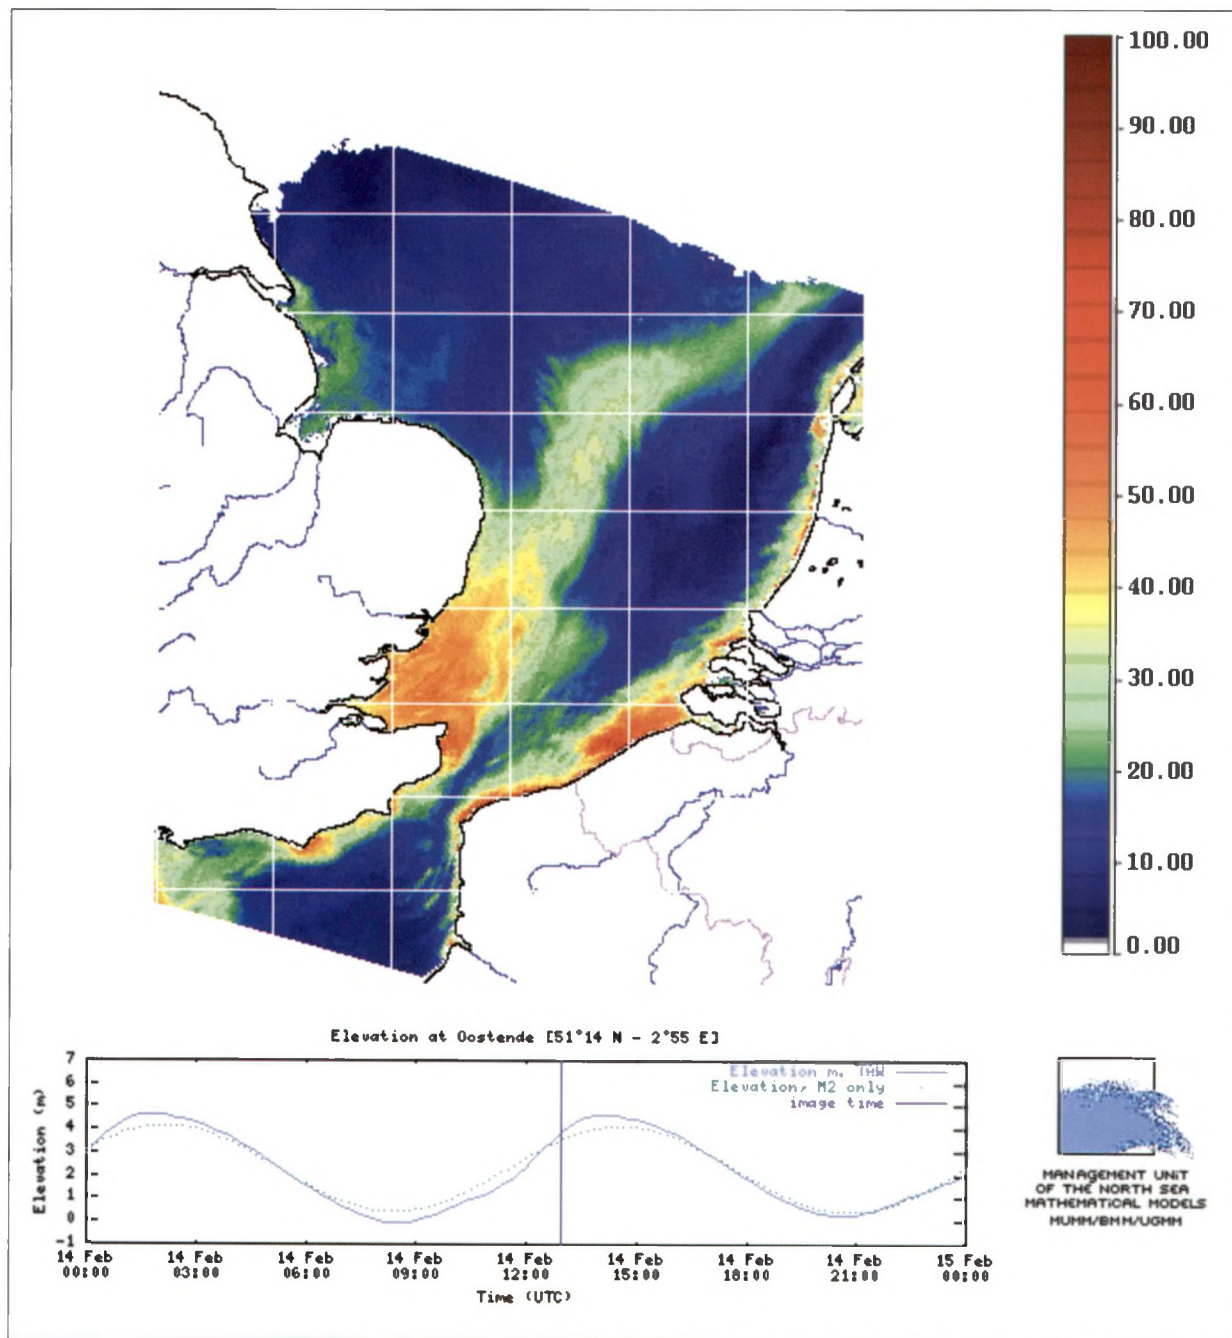 100.00
90.00
80.00
70.00
60.00
50.00
40.00
30.00
20.00
10.00
0.00
Elevation at Oostende [51°14 N - 2°55 E]
Elevation (m)
7
6
5
4
3
2
1
0
-1
Elevation m. TAW
Elevation, M2 only
image time
14 Feb 14 Feb 14 Feb 14 Feb 14 Feb 14 Feb 14 Feb 14 Feb 15 Feb
00:00 03:00 06:00 09:00 12:00 15:00 18:00 21:00 00:00
Time (UTC)
MANAGEMENT UNIT
OF THE NORTH SEA
MATHEMATICAL MODELS
MUMM/BMM/UGMM